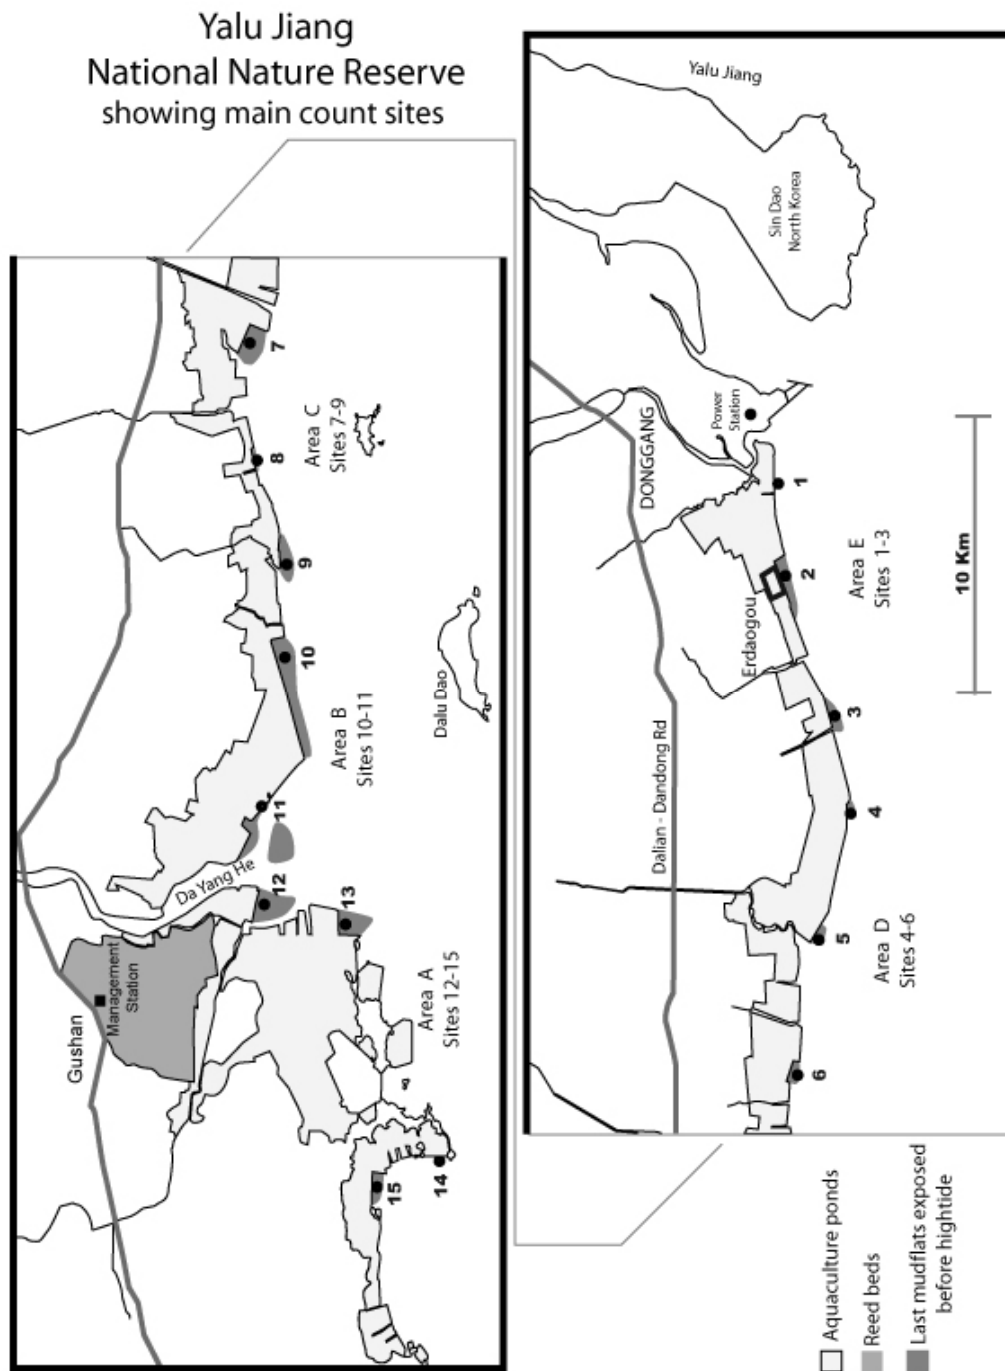 Yalu Jiang
National Nature Reserve
showing main count sites
Gushan
Management
Station
Da Yang He
Area A
Sites 12-15
Area B
Sites 10-11
Area C
Sites 7-9
Dalu Dao
7
8
9
10
11
12
13
14
15
Yalu Jiang
Sin Dao
North Korea
Power
Station
DONGGANG
Erdaogou
Dalian - Dandong Rd
Area E
Sites 1-3
Area D
Sites 4-6
1
2
3
4
5
6
10 Km
Aquaculture ponds
Reed beds
Last mudflats exposed
before hightide